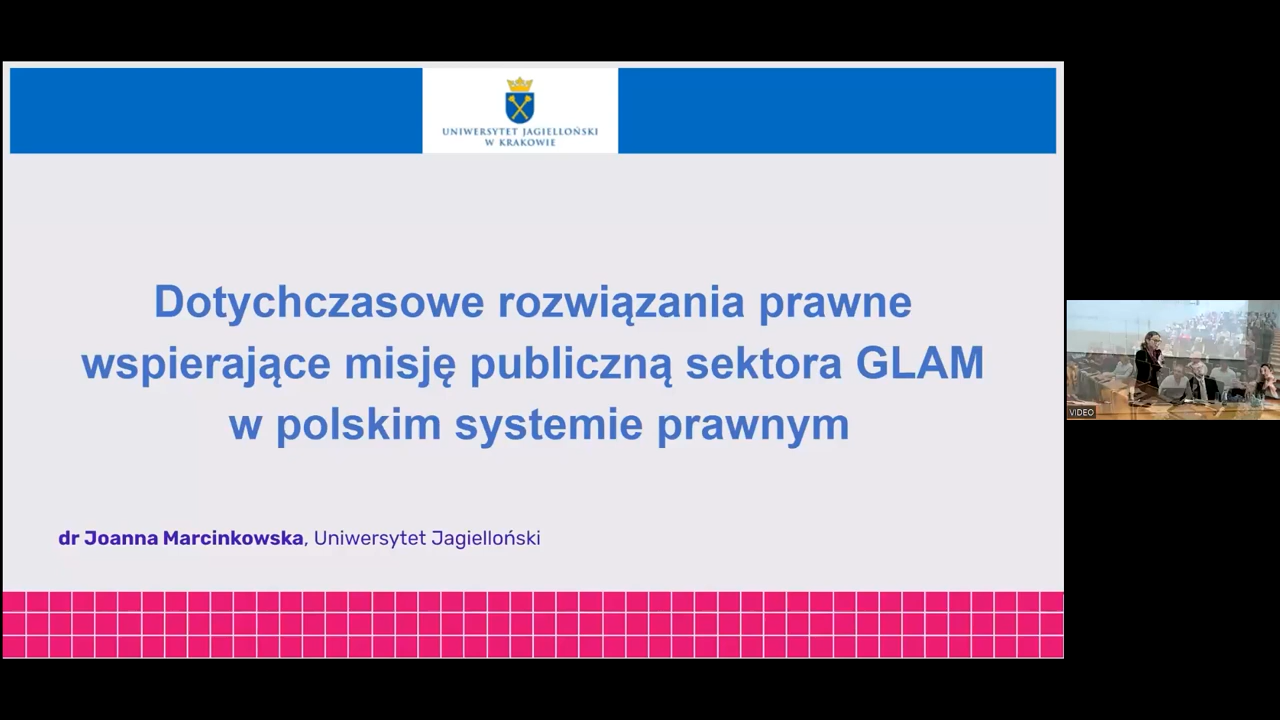 UNIWERSYTET JAGIELLOŃSKI
W KRAKOWIE
Dotychczasowe rozwiązania prawne
wspierające misję publiczną sektora GLAM
w polskim systemie prawnym
dr Joanna Marcinkowska, Uniwersytet Jagielloński
VIDEO